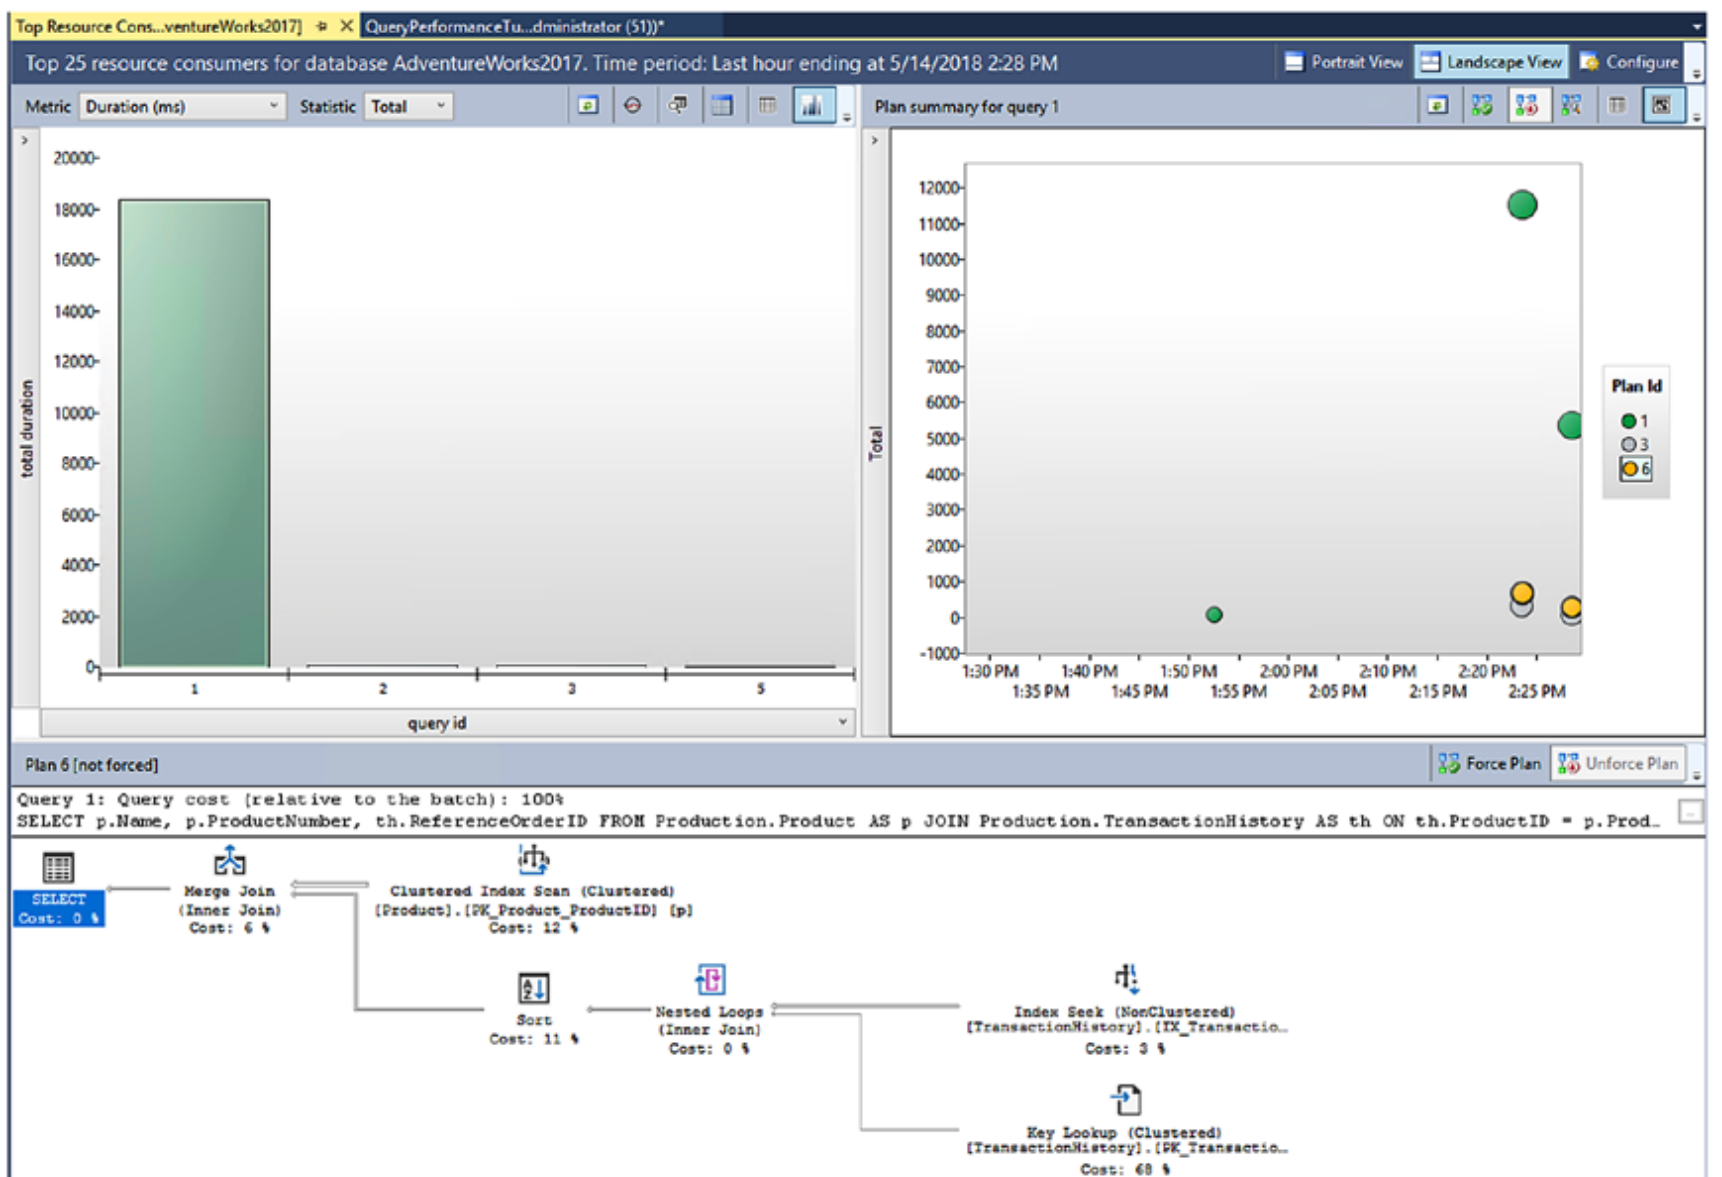 Top Resource Cons...ventureWorks2017]
QueryPerformanceTu...dministrator (51))*
Top 25 resource consumers for database AdventureWorks2017. Time period: Last hour ending at 5/14/2018 2:28 PM
Portrait View
Landscape View
Configure
Metric Duration (ms) Statistic Total
Plan summary for query 1
20000
18000
16000
14000
12000
10000
8000
6000
4000
2000
0
total duration
1 2 3 5
query id
12000
11000
10000
9000
8000
7000
6000
5000
4000
3000
2000
1000
0
-1000
Total
1:30 PM 1:40 PM 1:50 PM 2:00 PM 2:10 PM 2:20 PM
1:35 PM 1:45 PM 1:55 PM 2:05 PM 2:15 PM 2:25 PM
Plan Id
1
3
6
Plan 6 [not forced]
Force Plan
Unforce Plan
Query 1: Query cost (relative to the batch): 100%
SELECT p.Name, p.ProductNumber, th.ReferenceOrderID FROM Production.Product AS p JOIN Production.TransactionHistory AS th ON th.ProductID = p.Prod...
SELECT
Cost: 0 %
Merge Join
(Inner Join)
Cost: 6 %
Clustered Index Scan (Clustered)
[Product].[PK_Product_ProductID] [p]
Cost: 12 %
Sort
Cost: 11 %
Nested Loops
(Inner Join)
Cost: 0 %
Index Seek (NonClustered)
[TransactionHistory].[IX_Transactio...
Cost: 3 %
Key Lookup (Clustered)
[TransactionHistory].[PK_Transactio...
Cost: 68 %